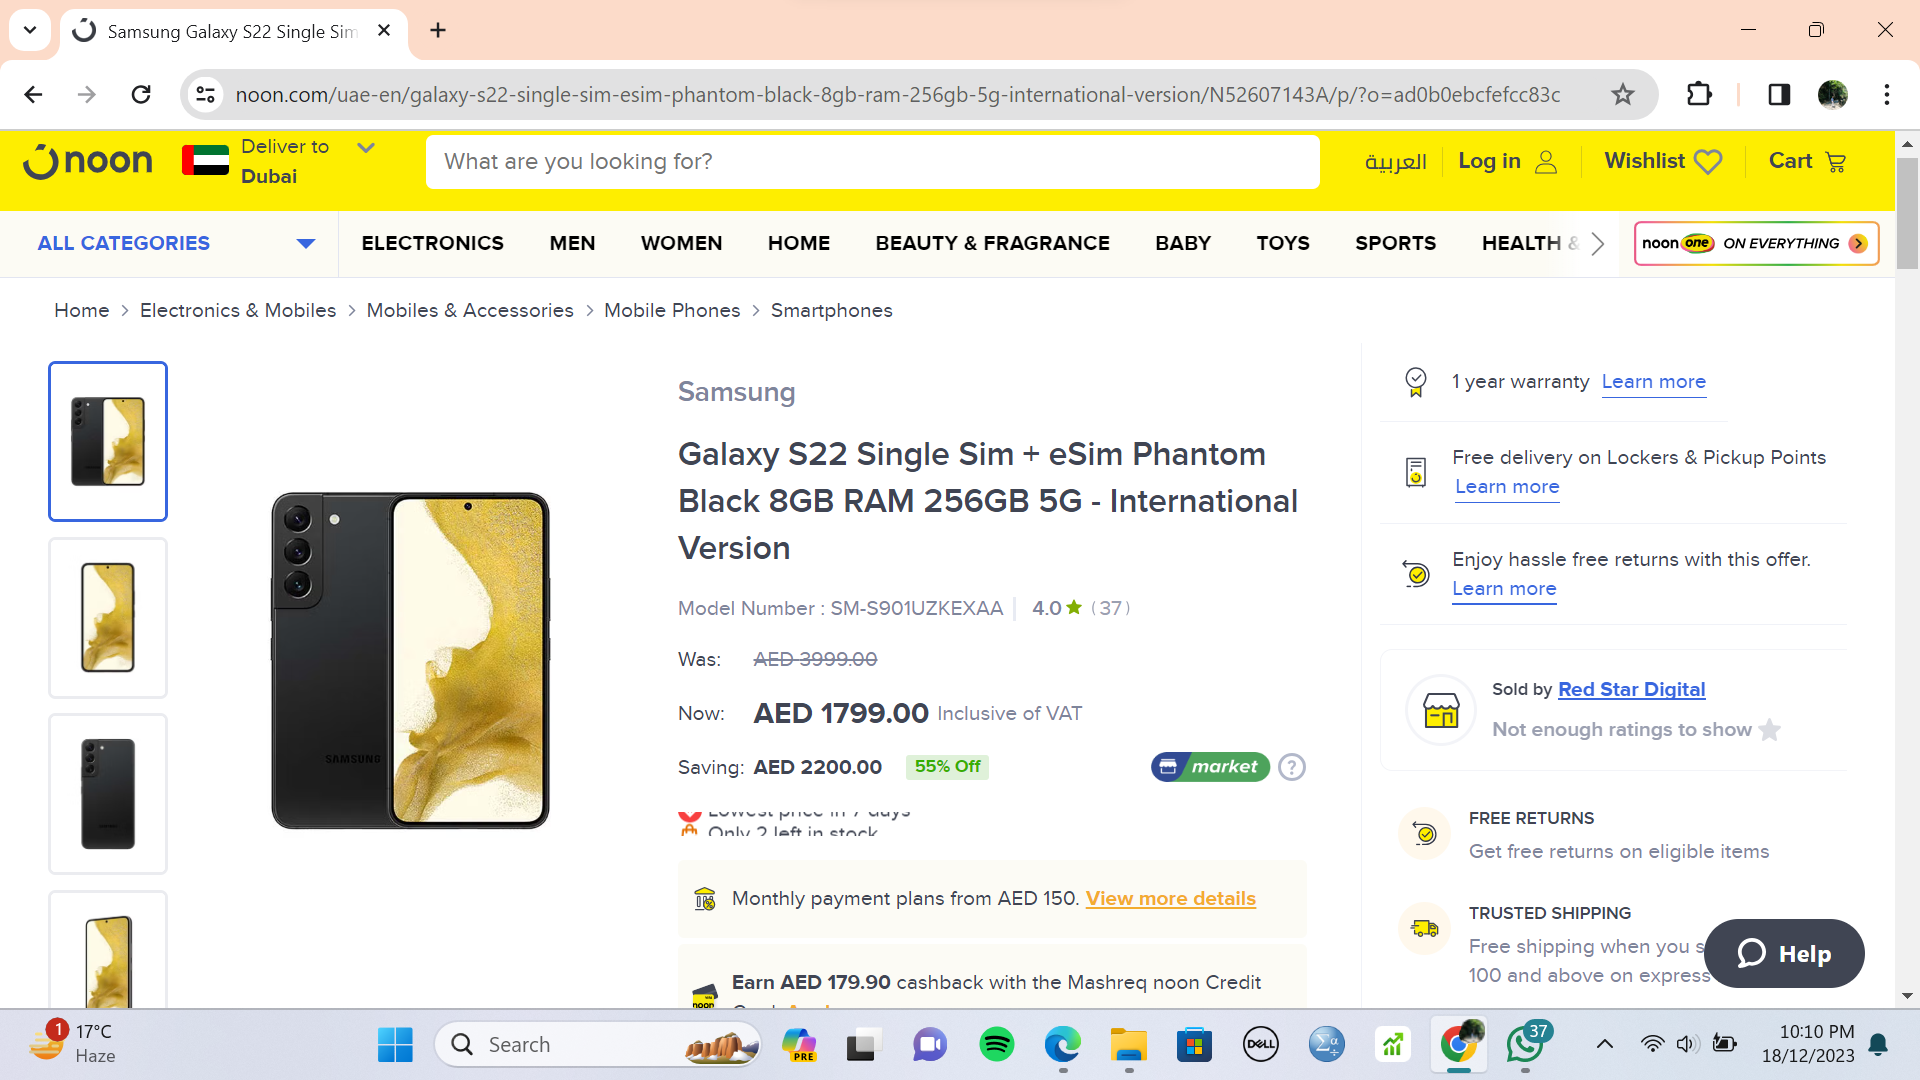 Samsung Galaxy S22 Single Sim
noon.com/uae-en/galaxy-s22-single-sim-esim-phantom-black-8gb-ram-256gb-5g-international-version/N52607143A/p/?o=ad0b0ebcfefcc83c
noon
Deliver to
Dubai
What are you looking for?
العربية
Log in
Wishlist
Cart
ALL CATEGORIES
ELECTRONICS
MEN
WOMEN
HOME
BEAUTY & FRAGRANCE
BABY
TOYS
SPORTS
HEALTH &
noon one ON EVERYTHING
Home > Electronics & Mobiles > Mobiles & Accessories > Mobile Phones > Smartphones
SAMSUNG
Samsung
Galaxy S22 Single Sim + eSim Phantom
Black 8GB RAM 256GB 5G - International
Version
Model Number : SM-S901UZKEXAA
4.0 ★ (37)
Was: AED 3999.00
Now: AED 1799.00 Inclusive of VAT
Saving: AED 2200.00 55% Off
market ?
Lowest price in 7 days
Only 2 left in stock
Monthly payment plans from AED 150. View more details
Earn AED 179.90 cashback with the Mashreq noon Credit
1 year warranty Learn more
Free delivery on Lockers & Pickup Points
Learn more
Enjoy hassle free returns with this offer.
Learn more
Sold by Red Star Digital
Not enough ratings to show
FREE RETURNS
Get free returns on eligible items
TRUSTED SHIPPING
Free shipping when you s
100 and above on express
Help
1
17°C
Haze
Search
PRE
DELL
37
10:10 PM
18/12/2023